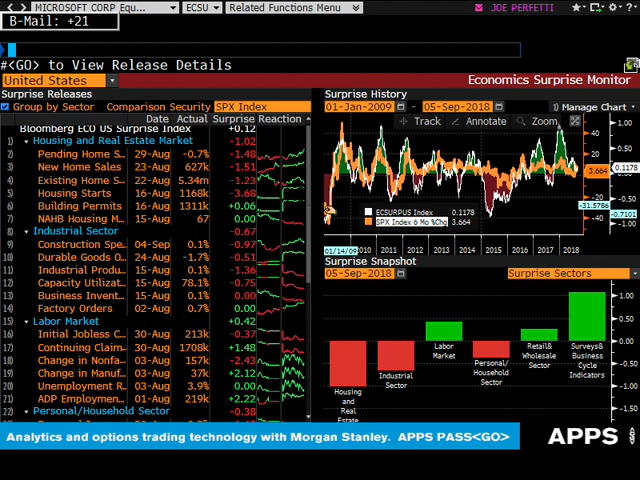 MICROSOFT CORP Equ... ECSU Related Functions Menu JOE PERFETTI
B-Mail: +21
#<GO> to View Release Details
United States Economics Surprise Monitor
Surprise Releases
Group by Sector Comparison Security SPX Index
Date Actual Surprise Reaction
Bloomberg ECO US Surprise Index +0.12
1) Housing and Real Estate Market -1.02
2) Pending Home S... 29-Aug -0.7% -1.48
3) New Home Sales 23-Aug 627k -1.51
4) Existing Home S... 22-Aug 5.34m -1.23
5) Housing Starts 16-Aug 1168k -3.68
6) Building Permits 16-Aug 1311k +0.06
7) NAHB Housing M... 15-Aug 67 -0.00
8) Industrial Sector -0.67
9) Construction Spe... 04-Sep 0.1% -0.97
10) Durable Goods O... 24-Aug -1.7% -0.51
11) Industrial Produ... 15-Aug 0.1% -1.36
12) Capacity Utilizat... 15-Aug 78.1% -0.75
13) Business Invent... 15-Aug 0.1% 0.00
14) Factory Orders 02-Aug 0.7% 0.00
15) Labor Market +0.42
16) Initial Jobless C... 30-Aug 213k -0.37
17) Continuing Claim... 30-Aug 1708k +1.48
18) Change in Nonfa... 03-Aug 157k -2.43
19) Change in Manuf... 03-Aug 37k +2.12
20) Unemployment R... 03-Aug 3.9% 0.00
21) ADP Employmen... 01-Aug 219k +2.22
22) Personal/Household Sector -0.38
Surprise History
01-Jan-2009 - 05-Sep-2018 1) Manage Chart
Track Annotate Zoom
1.00
40
0.50
20
3.664
0.1178
0.00
-31.5786
-0.7101
-40
-1.00
ECSURPUS Index 0.1178
SPX Index 6 Mo %Chg 3.664
01/14/09 2010 2011 2012 2013 2014 2015 2016 2017 2018
Surprise Snapshot
05-Sep-2018 Surprise Sectors
1.00
0.50
0.00
-0.50
-1.00
-1.50
Housing and Real Estate
Industrial Sector
Labor Market
Personal/ Household Sector
Retail& Wholesale Sector
Surveys& Business Cycle Indicators
Analytics and options trading technology with Morgan Stanley. APPS PASS<GO> APPS